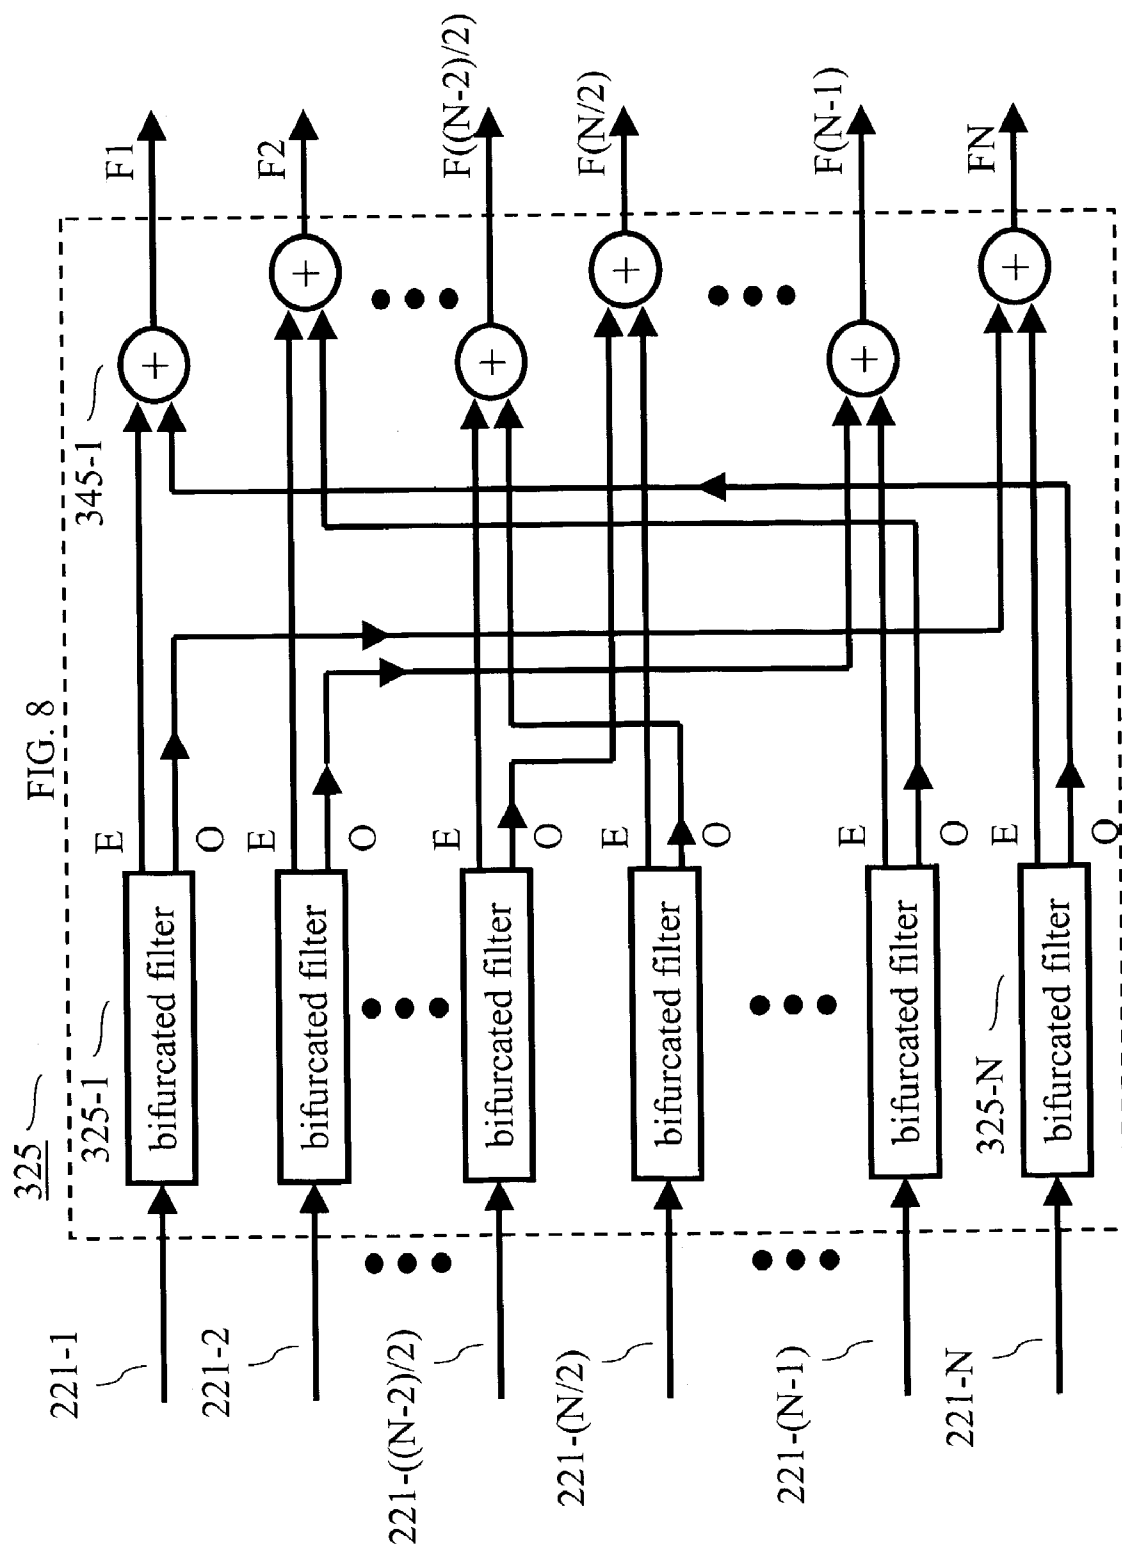 FIG. 8
325
325-1
345-1
221-1
bifurcated filter
E
O
+
F1
221-2
bifurcated filter
E
O
+
F2
221-((N-2)/2)
bifurcated filter
E
O
+
F((N-2)/2)
221-(N/2)
bifurcated filter
E
O
+
F(N/2)
221-(N-1)
bifurcated filter
E
O
+
F(N-1)
325-N
221-N
bifurcated filter
E
O
+
FN